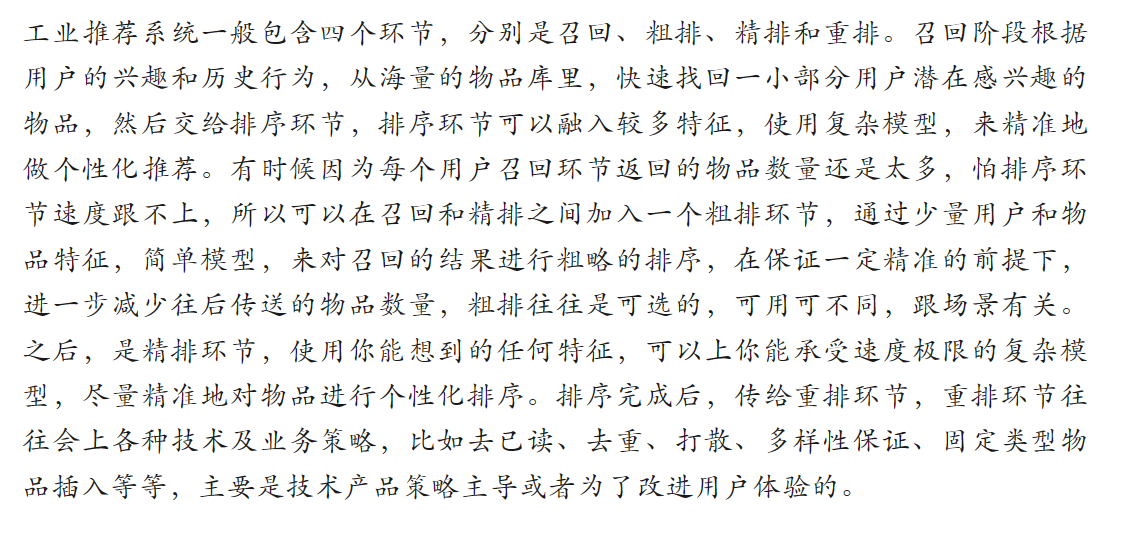 工业推荐系统一般包含四个环节，分别是召回、粗排、精排和重排。召回阶段根据
用户的兴趣和历史行为，从海量的物品库里，快速找回一小部分用户潜在感兴趣的
物品，然后交给排序环节，排序环节可以融入较多特征，使用复杂模型，来精准地
做个性化推荐。有时候因为每个用户召回环节返回的物品数量还是太多，怕排序环
节速度跟不上，所以可以在召回和精排之间加入一个粗排环节，通过少量用户和物
品特征，简单模型，来对召回的结果进行粗略的排序，在保证一定精准的前提下，
进一步减少往后传送的物品数量，粗排往往是可选的，可用可不同，跟场景有关。
之后，是精排环节，使用你能想到的任何特征，可以上你能承受速度极限的复杂模
型，尽量精准地对物品进行个性化排序。排序完成后，传给重排环节，重排环节往
往会上各种技术及业务策略，比如去已读、去重、打散、多样性保证、固定类型物
品插入等等，主要是技术产品策略主导或者为了改进用户体验的。